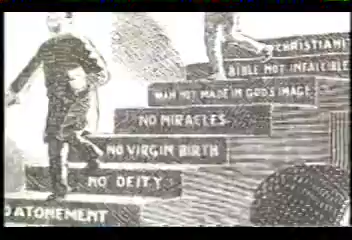 CHRISTIANI
BIBLE NOT INFALLIBLE
MAN NOT MADE IN GOD'S IMAGE
NO MIRACLES
NO VIRGIN BIRTH
NO DEITY
O ATONEMENT